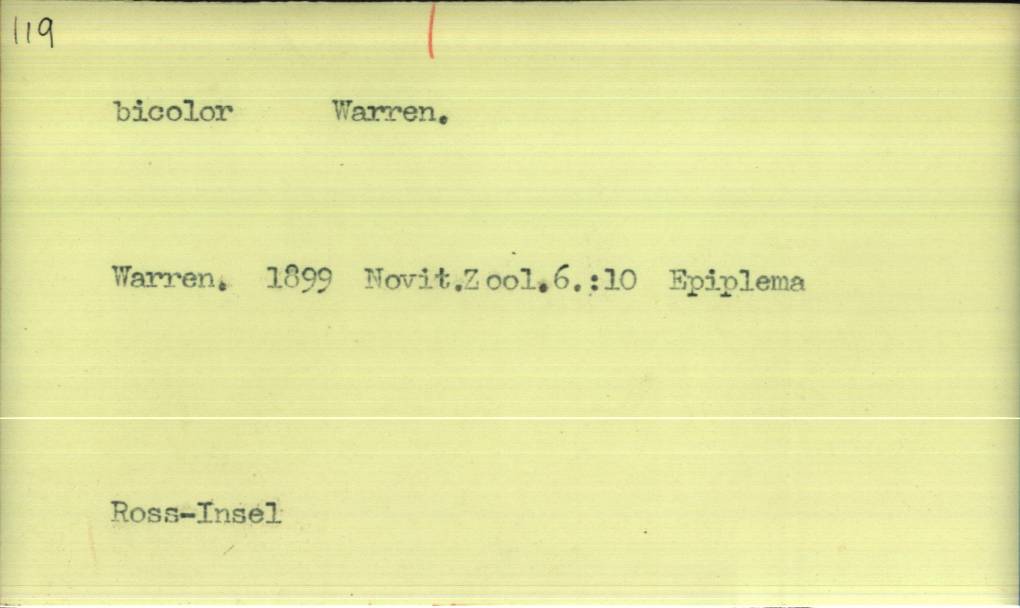 119
bicolor Warren.
Warren. 1899 Novit.Zool.6.:10 Epiplema
Ross-Insel